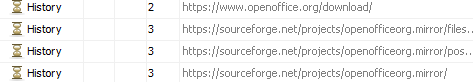 History 2 https://www.openoffice.org/download/
History 3 https://sourceforge.net/projects/openofficeorg.mirror/files...
History 3 https://sourceforge.net/projects/openofficeorg.mirror/pos...
History 3 https://sourceforge.net/projects/openofficeorg.mirror/